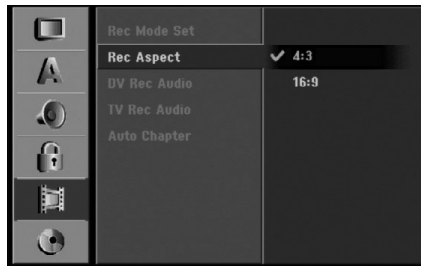 Rec Mode Set
Rec Aspect
4:3
DV Rec Audio
16:9
TV Rec Audio
Auto Chapter